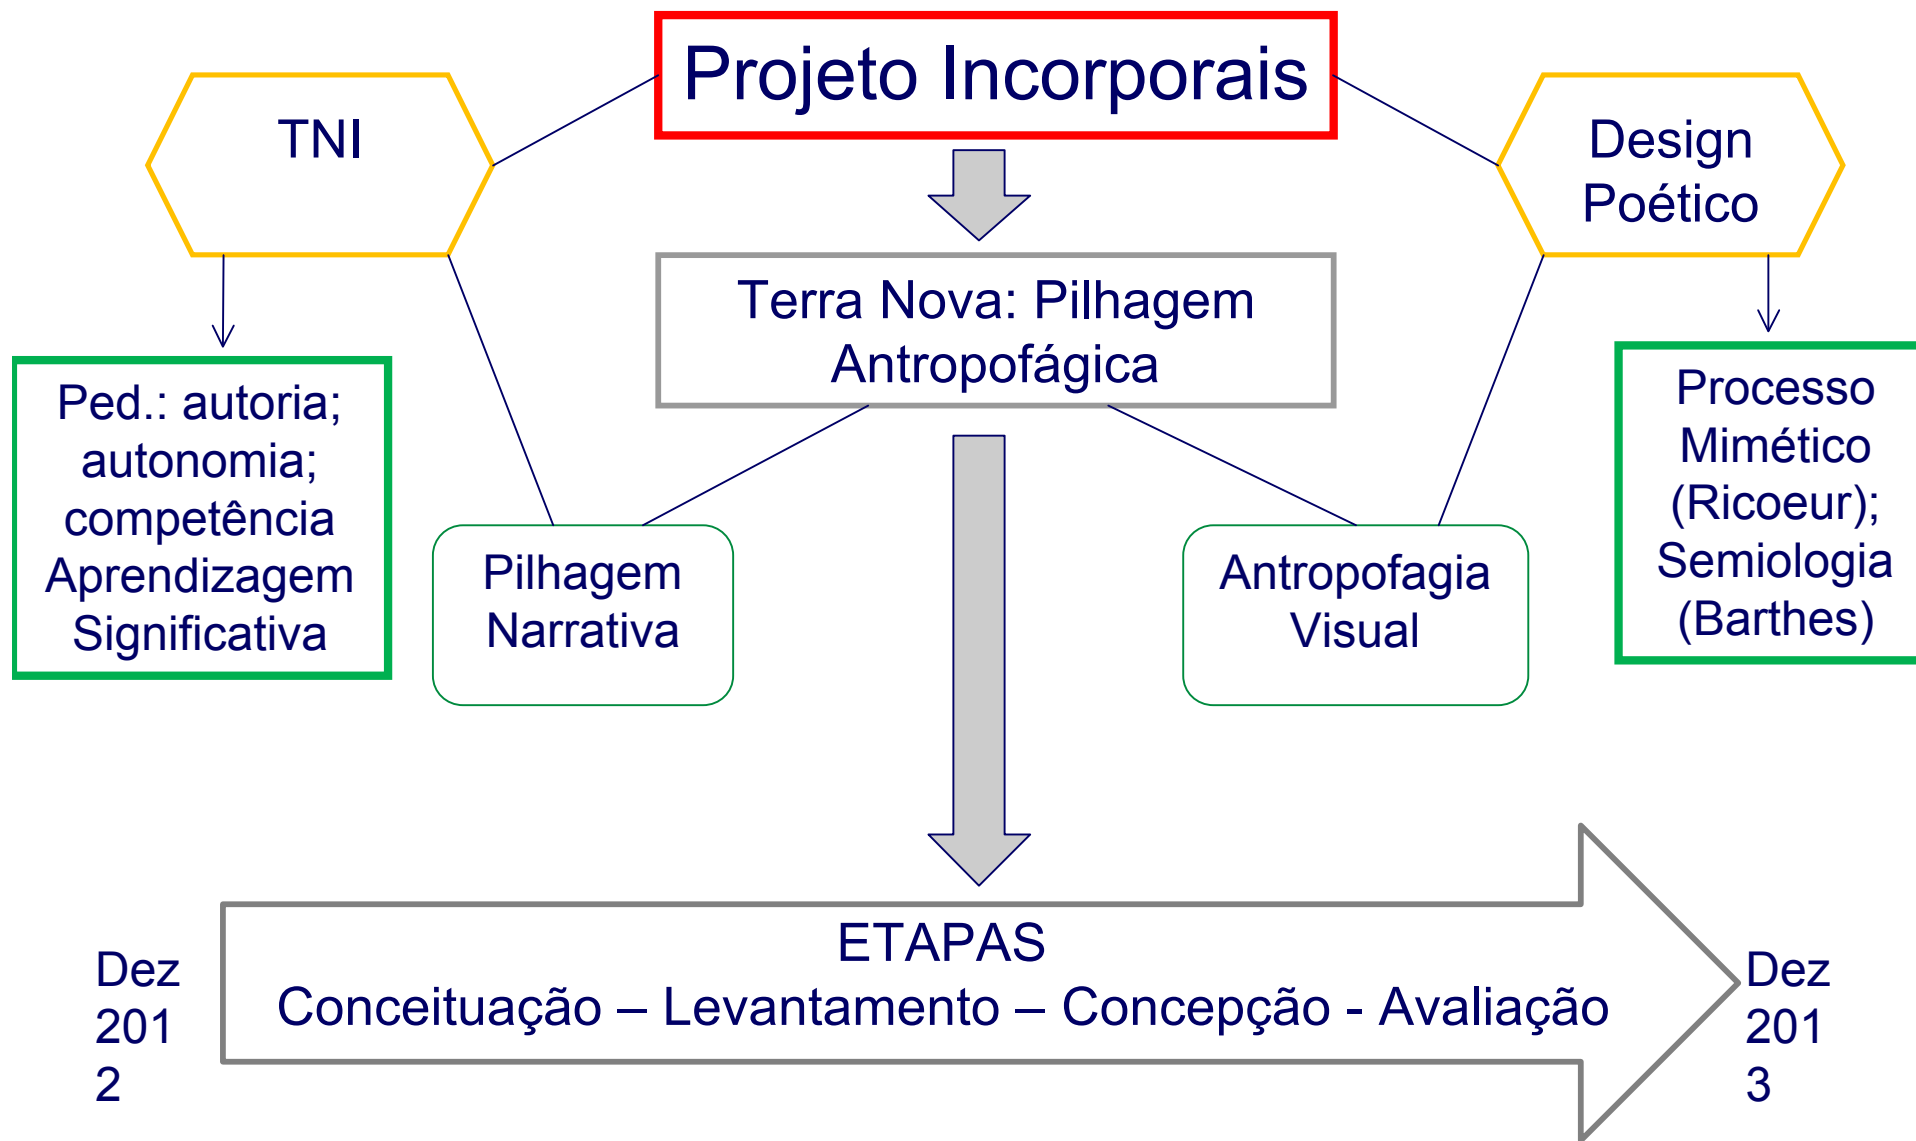 Projeto Incorporais
TNI
Design
Poético
Terra Nova: Pilhagem
Antropofágica
Ped.: autoria;
autonomia;
competência
Aprendizagem
Significativa
Pilhagem
Narrativa
Antropofagia
Visual
Processo
Mimético
(Ricoeur);
Semiologia
(Barthes)
Dez
201
2
ETAPAS
Conceituação – Levantamento – Concepção - Avaliação
Dez
201
3